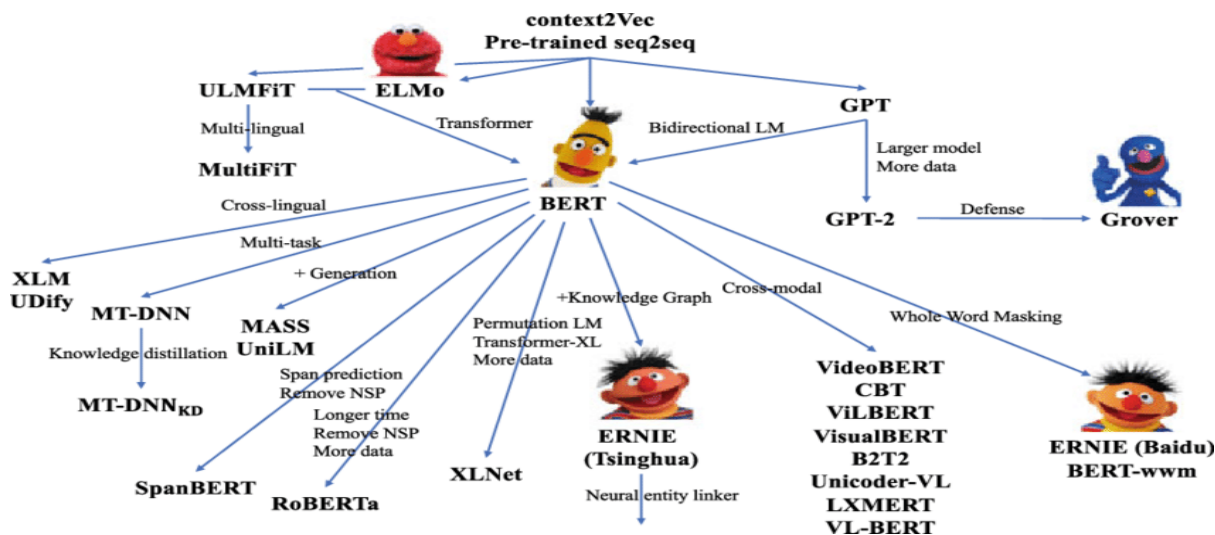 context2Vec
Pre-trained seq2seq
ULMFiT
ELMo
GPT
Multi-lingual
Transformer
Bidirectional LM
Larger model
More data
MultiFiT
BERT
GPT-2
Defense
Grover
Cross-lingual
Multi-task
+ Generation
+Knowledge Graph
Cross-modal
Whole Word Masking
XLM
UDify
MT-DNN
MASS
UniLM
Permutation LM
Transformer-XL
More data
Knowledge distillation
Span prediction
Remove NSP
Longer time
Remove NSP
More data
MT-DNNKD
SpanBERT
RoBERTa
XLNet
ERNIE
(Tsinghua)
Neural entity linker
VideoBERT
CBT
ViLBERT
VisualBERT
B2T2
Unicoder-VL
LXMERT
VL-BERT
ERNIE (Baidu)
BERT-wwm